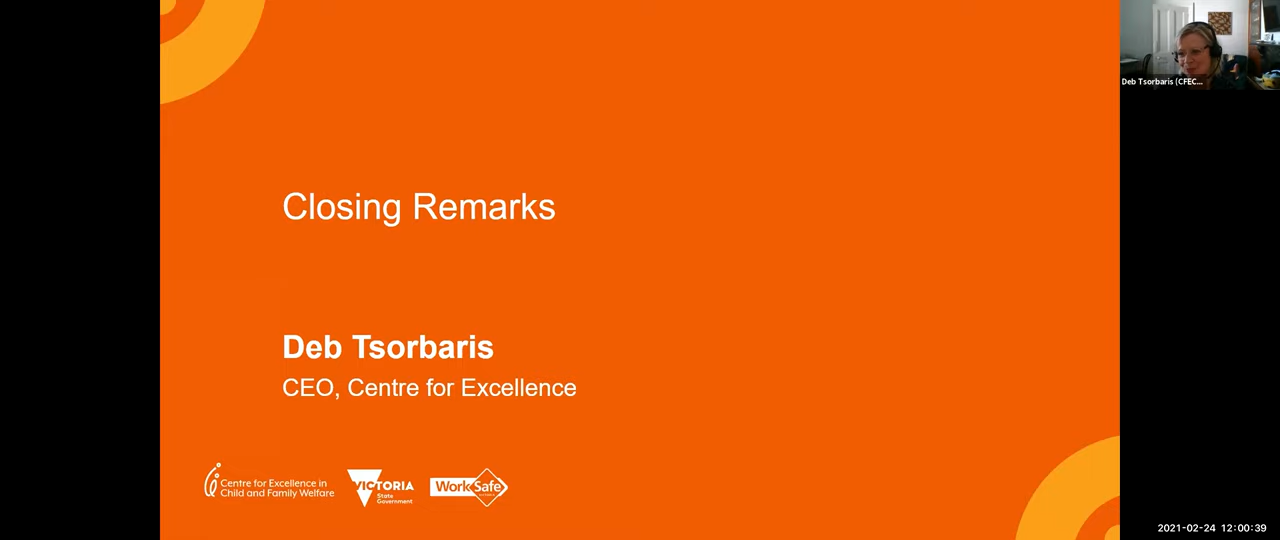 Deb Tsorbaris (CFEC...
Closing Remarks
Deb Tsorbaris
CEO, Centre for Excellence
Centre for Excellence in
Child and Family Welfare
VICTORIA
State
Government
WorkSafe
2021-02-24 12:00:39